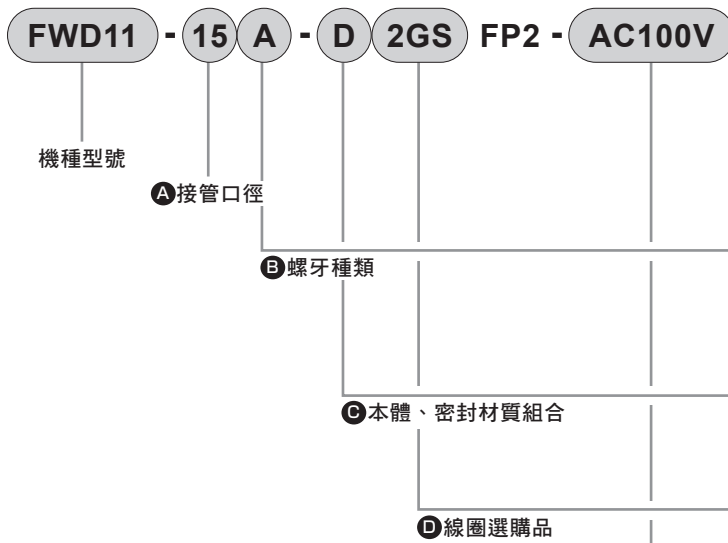 FWD11 - 15 A - D 2GS FP2 - AC100V
機種型號
A接管口徑
B螺牙種類
C本體、密封材質組合
D線圈選購品